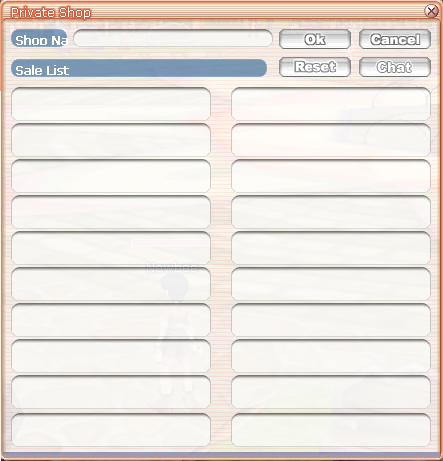 Private Shop
Shop Na
Ok
Cancel
Sale List
Reset
Chat